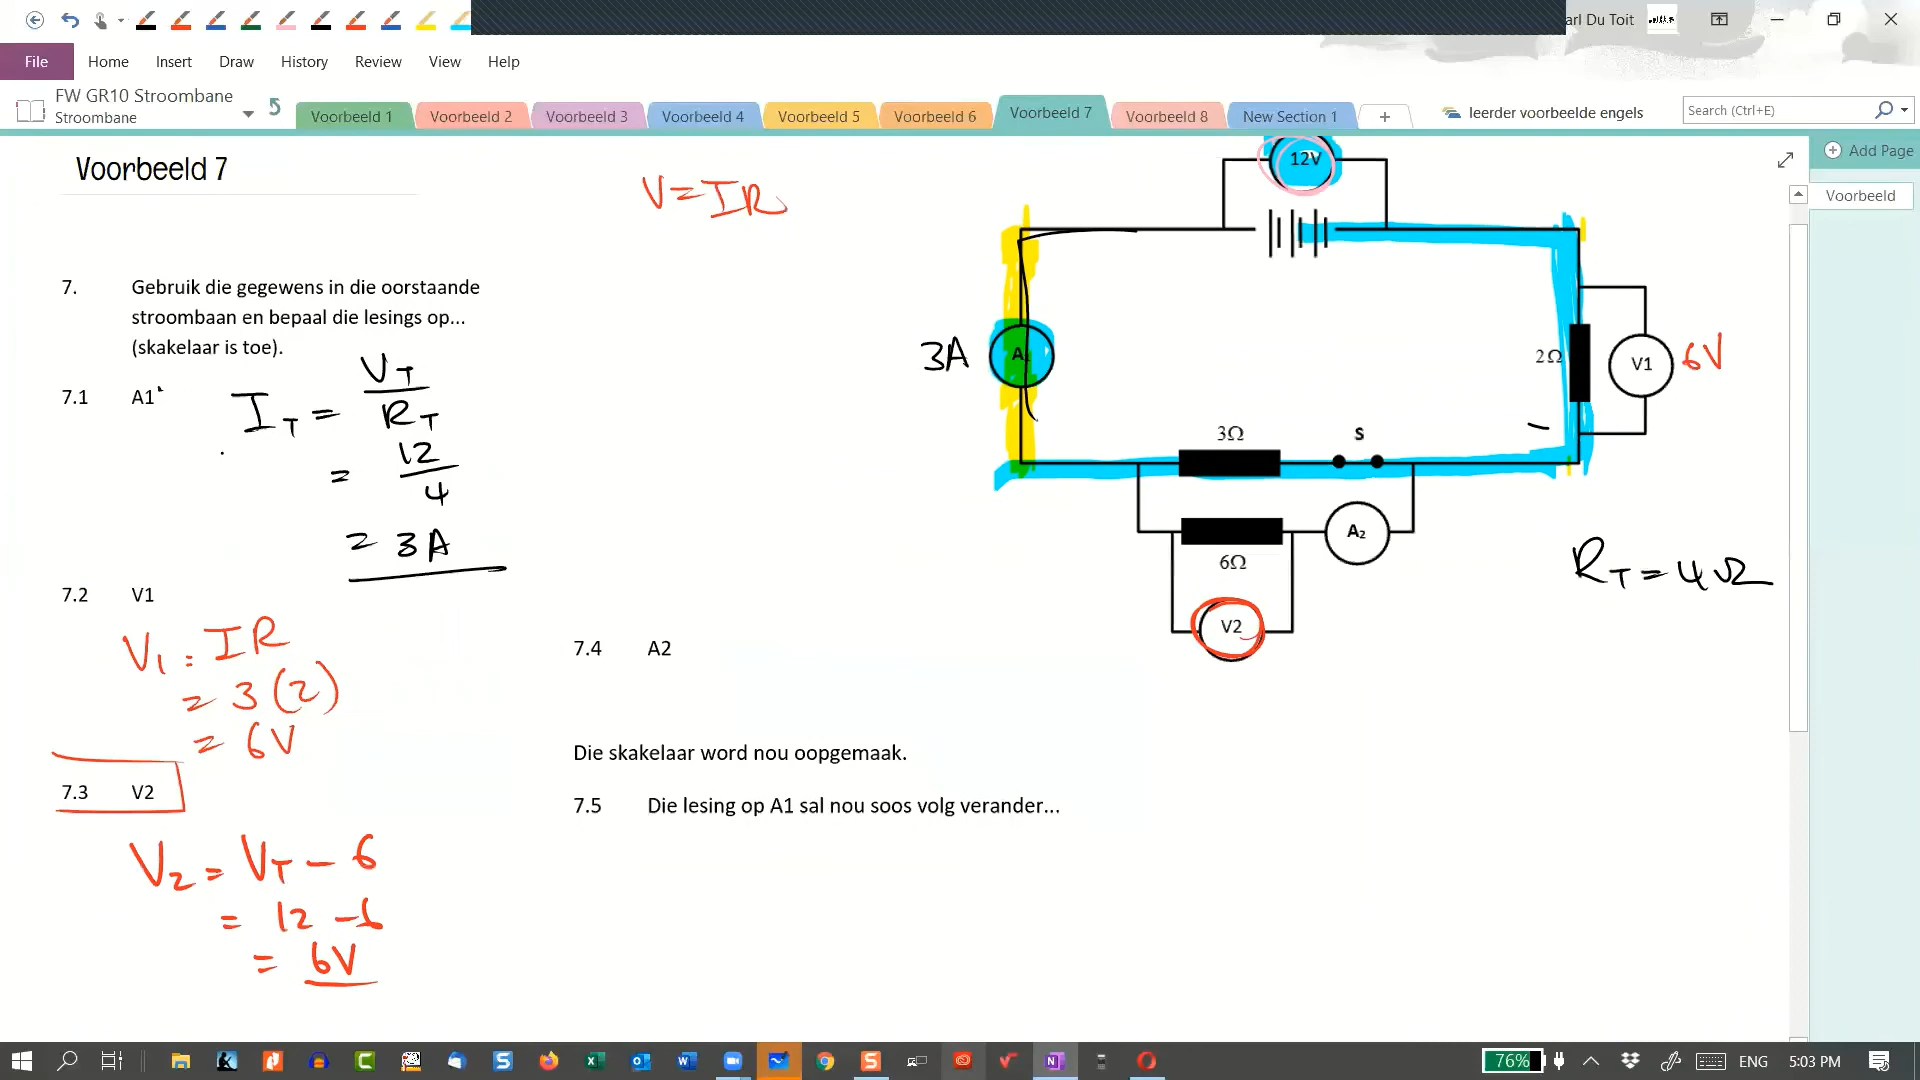 arl Du Toit
File Home Insert Draw History Review View Help
FW GR10 Stroombane
Stroombane
Voorbeeld 1 Voorbeeld 2 Voorbeeld 3 Voorbeeld 4 Voorbeeld 5 Voorbeeld 6 Voorbeeld 7 Voorbeeld 8 New Section 1 +
leerder voorbeelde engels
Search (Ctrl+E)
Add Page
Voorbeeld
Voorbeeld 7
V = IR
7. Gebruik die gegewens in die oorstaande
stroombaan en bepaal die lesings op...
(skakelaar is toe).
7.1 A1
I_T = V_T / R_T
= 12 / 4
= 3A
7.2 V1
V1 = IR
= 3 (2)
= 6V
7.3 V2
V2 = V_T - 6
= 12 - 6
= 6V
7.4 A2
Die skakelaar word nou oopgemaak.
7.5 Die lesing op A1 sal nou soos volg verander...
12V
3A
A
2Ω
V1
6V
3Ω
S
6Ω
A₂
V2
R_T = 4Ω
76%
ENG
5:03 PM